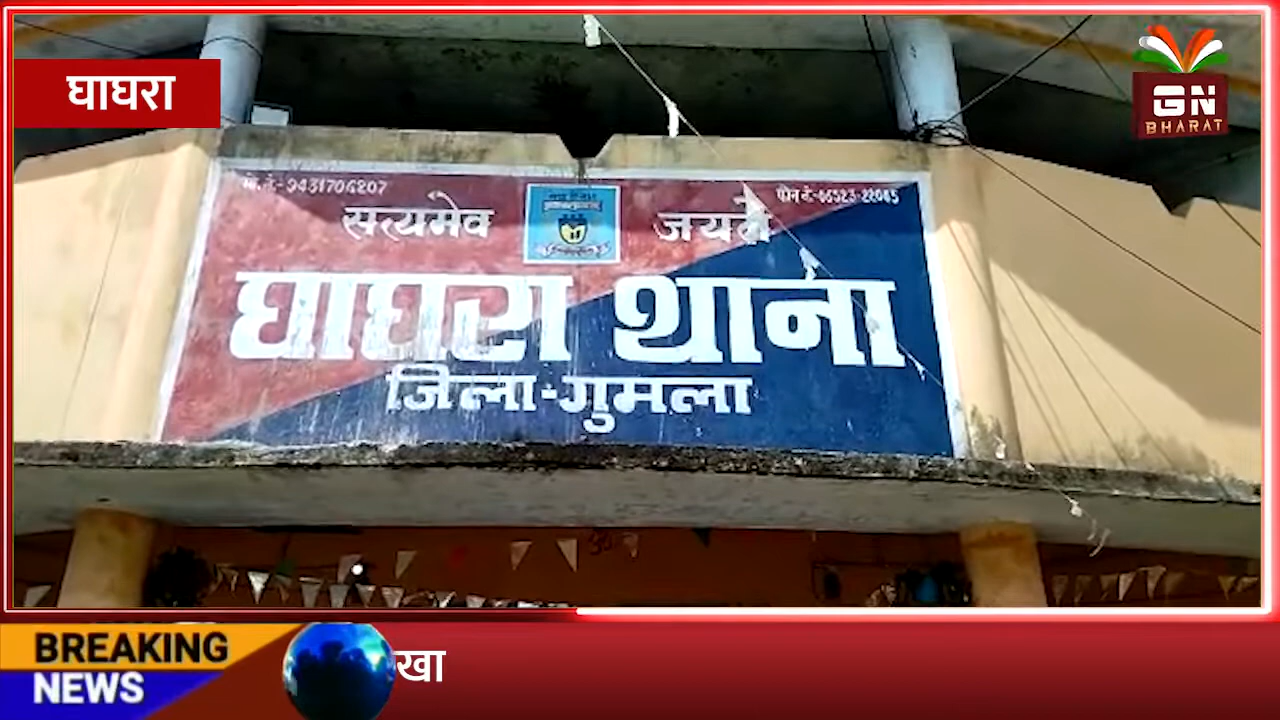 घाघरा
GN
BHARAT
मो.नं.-9431706207
फोन नं.-06523-22045
सत्यमेव जयते
घाघरा थाना
जिला-गुमला
BREAKING
NEWS
खा